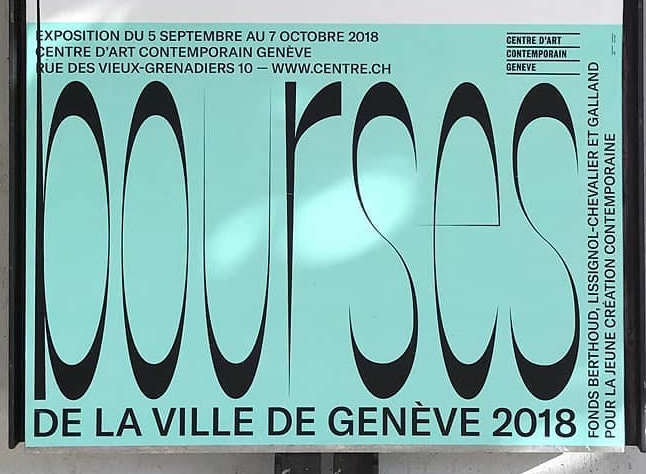 EXPOSITION DU 5 SEPTEMBRE AU 7 OCTOBRE 2018
CENTRE D'ART CONTEMPORAIN GENÈVE
RUE DES VIEUX-GRENADIERS 10 — WWW.CENTRE.CH
CENTRE D'ART
CONTEMPORAIN
GENEVE
bourses
DE LA VILLE DE GENÈVE 2018
FONDS BERTHOUD, LISSIGNOL-CHEVALIER ET GALLAND
POUR LA JEUNE CRÉATION CONTEMPORAINE